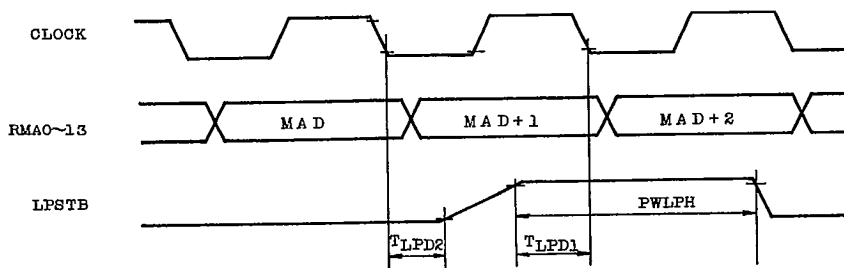 CLOCK
RMA0~13 MAD MAD+1 MAD+2
LPSTB PWLPH
TLPD2 TLPD1